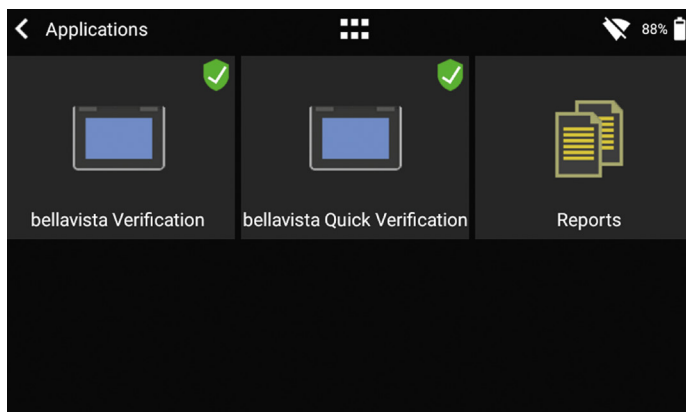 Applications
88%
bellavista Verification
bellavista Quick Verification
Reports